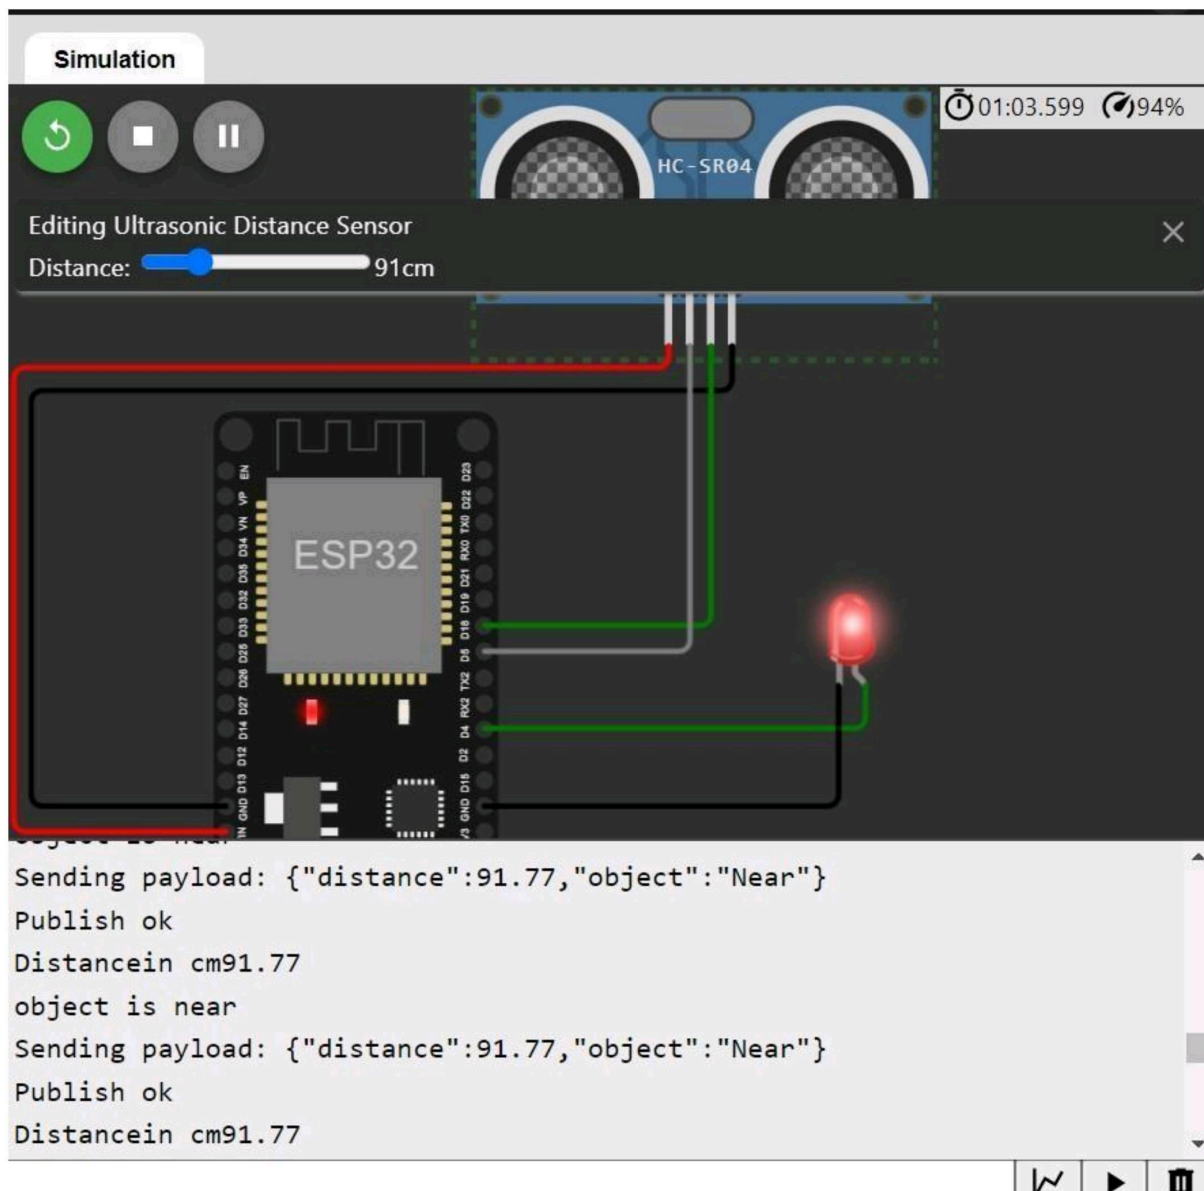 Simulation
01:03.599 94%
HC-SR04
Editing Ultrasonic Distance Sensor
Distance: 91cm
ESP32
EN
VP
VN
D34
D35
D32
D33
D25
D26
D27
D14
D12
D13
GND
D23
D22
TX0
RX0
D21
D19
D18
D5
TX2
RX2
D4
D2
D15
GND
object is near
Sending payload: {"distance":91.77,"object":"Near"}
Publish ok
Distancein cm91.77
object is near
Sending payload: {"distance":91.77,"object":"Near"}
Publish ok
Distancein cm91.77